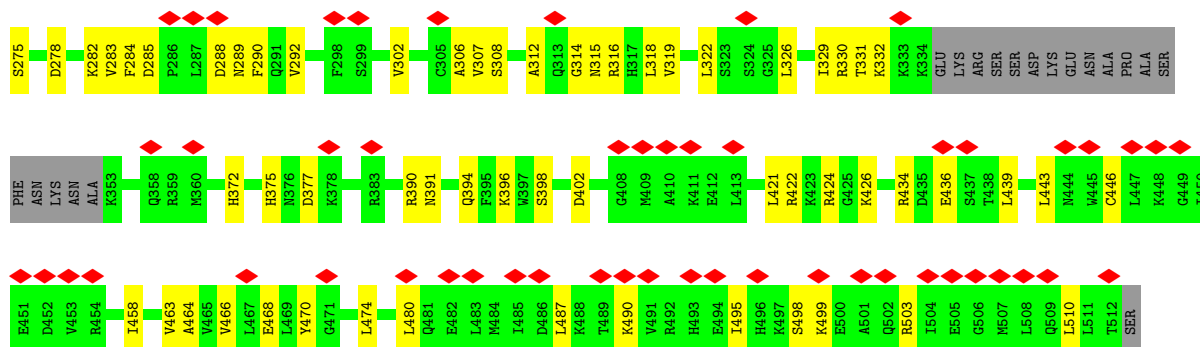 S275 D278 K282 V283 F284 D285 P286 L287 D288 N289 F290 Q291 V292 F298 S299 V302 C305 A306 V307 S308 A312 Q313 G314 N315 R316 H317 L318 V319 L322 S323 S324 G325 L326 I329 R330 T331 K332 K333 K334 GLU LYS ARG SER SER ASP LYS GLU ASN ALA PRO ALA SER
PHE ASN LYS ASN ALA K353 Q358 R359 M360 H372 H375 N376 D377 K378 R383 R390 N391 Q394 F395 K396 W397 S398 D402 G408 M409 A410 K411 E412 L413 L421 R422 K423 R424 G425 K426 R434 D435 E436 S437 T438 L439 L443 N444 W445 C446 L447 K448 G449 I450
E451 D452 V453 R454 I458 V463 A464 V465 V466 L467 E468 L469 Y470 G471 L474 L480 Q481 E482 L483 M484 I485 D486 L487 K488 T489 K490 V491 R492 H493 E494 I495 H496 K497 S498 K499 E500 A501 Q502 R503 I504 E505 G506 M507 L508 Q509 L510 L511 T512 SER